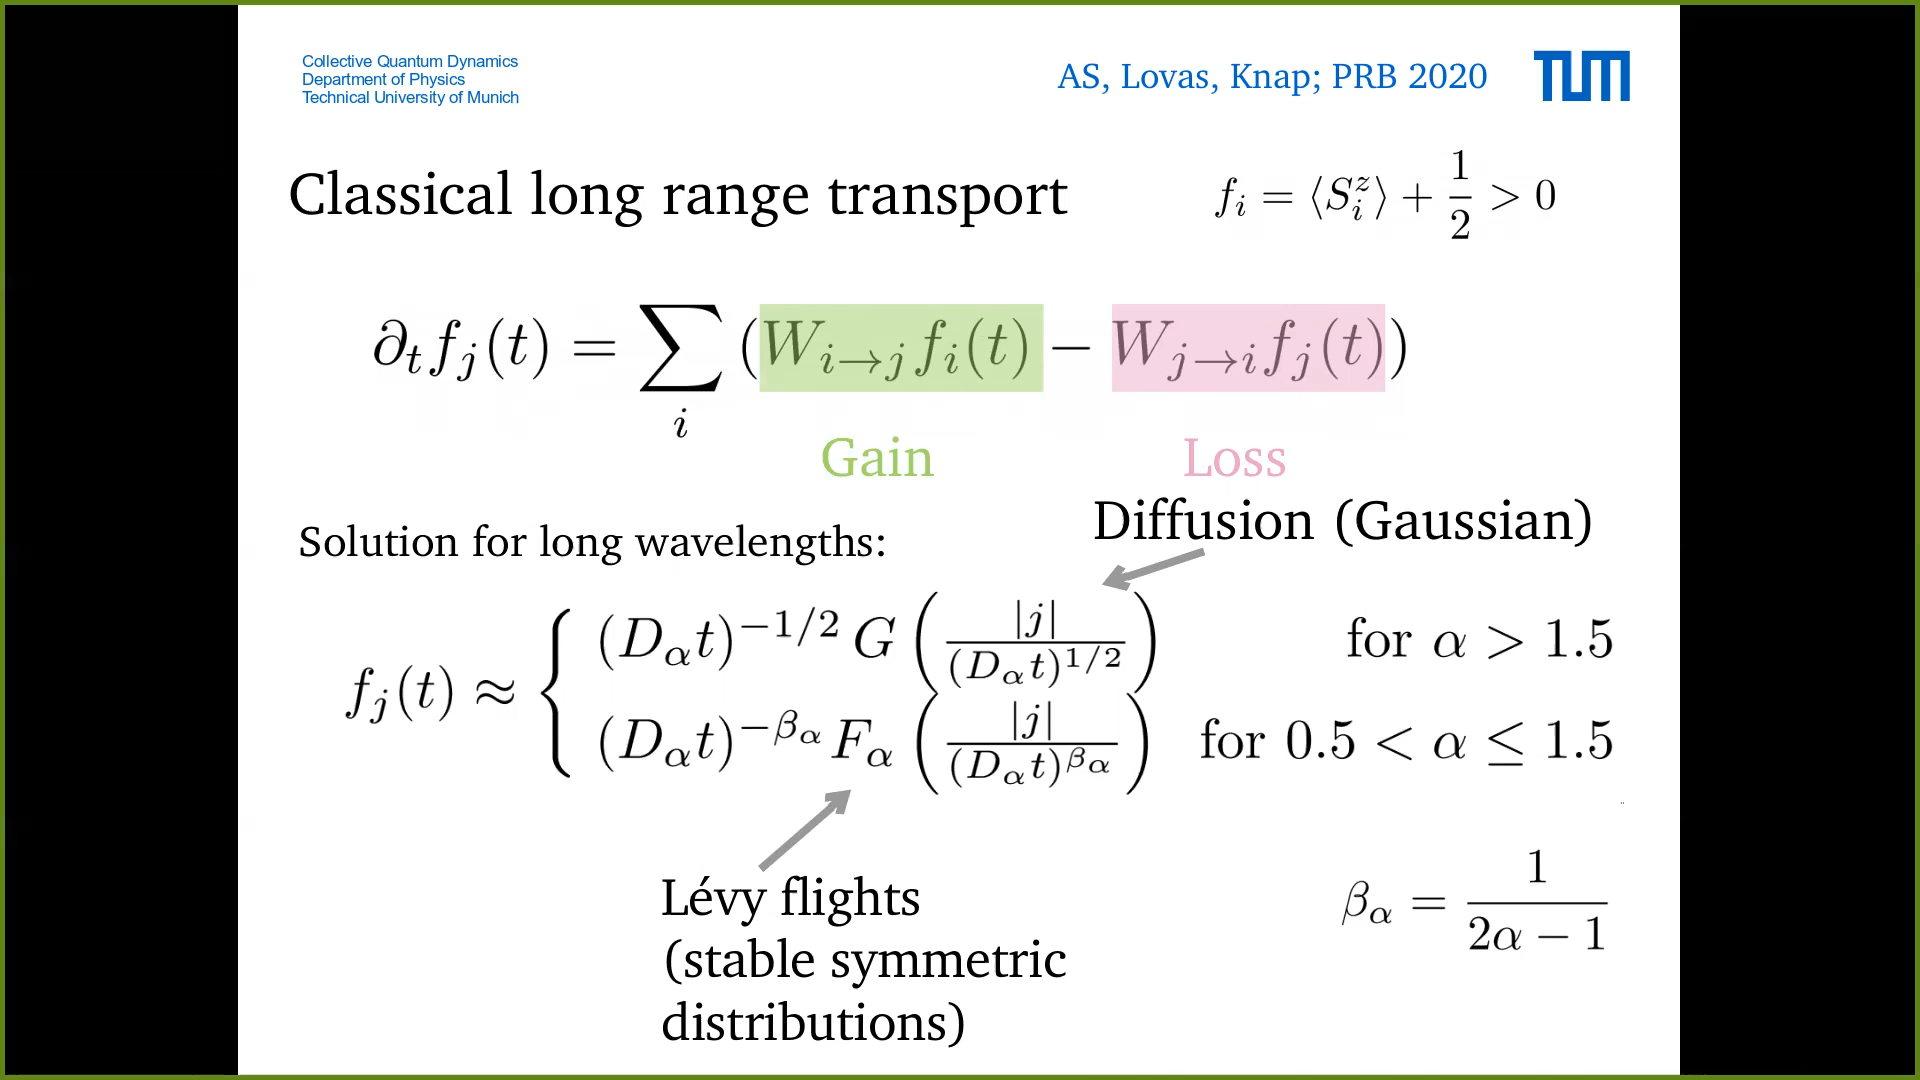 Collective Quantum Dynamics
Department of Physics
Technical University of Munich
AS, Lovas, Knap; PRB 2020
TUM
Classical long range transport
f_i = ⟨S_i^z⟩ + 1/2 > 0
∂_t f_j(t) = ∑_i (W_{i→j} f_i(t) − W_{j→i} f_j(t))
Gain
Loss
Diffusion (Gaussian)
Solution for long wavelengths:
f_j(t) ≈ { (D_α t)^{−1/2} G ( |j| / (D_α t)^{1/2} ) for α > 1.5
(D_α t)^{−β_α} F_α ( |j| / (D_α t)^{β_α} ) for 0.5 < α ≤ 1.5
β_α = 1 / (2α − 1)
Lévy flights
(stable symmetric
distributions)